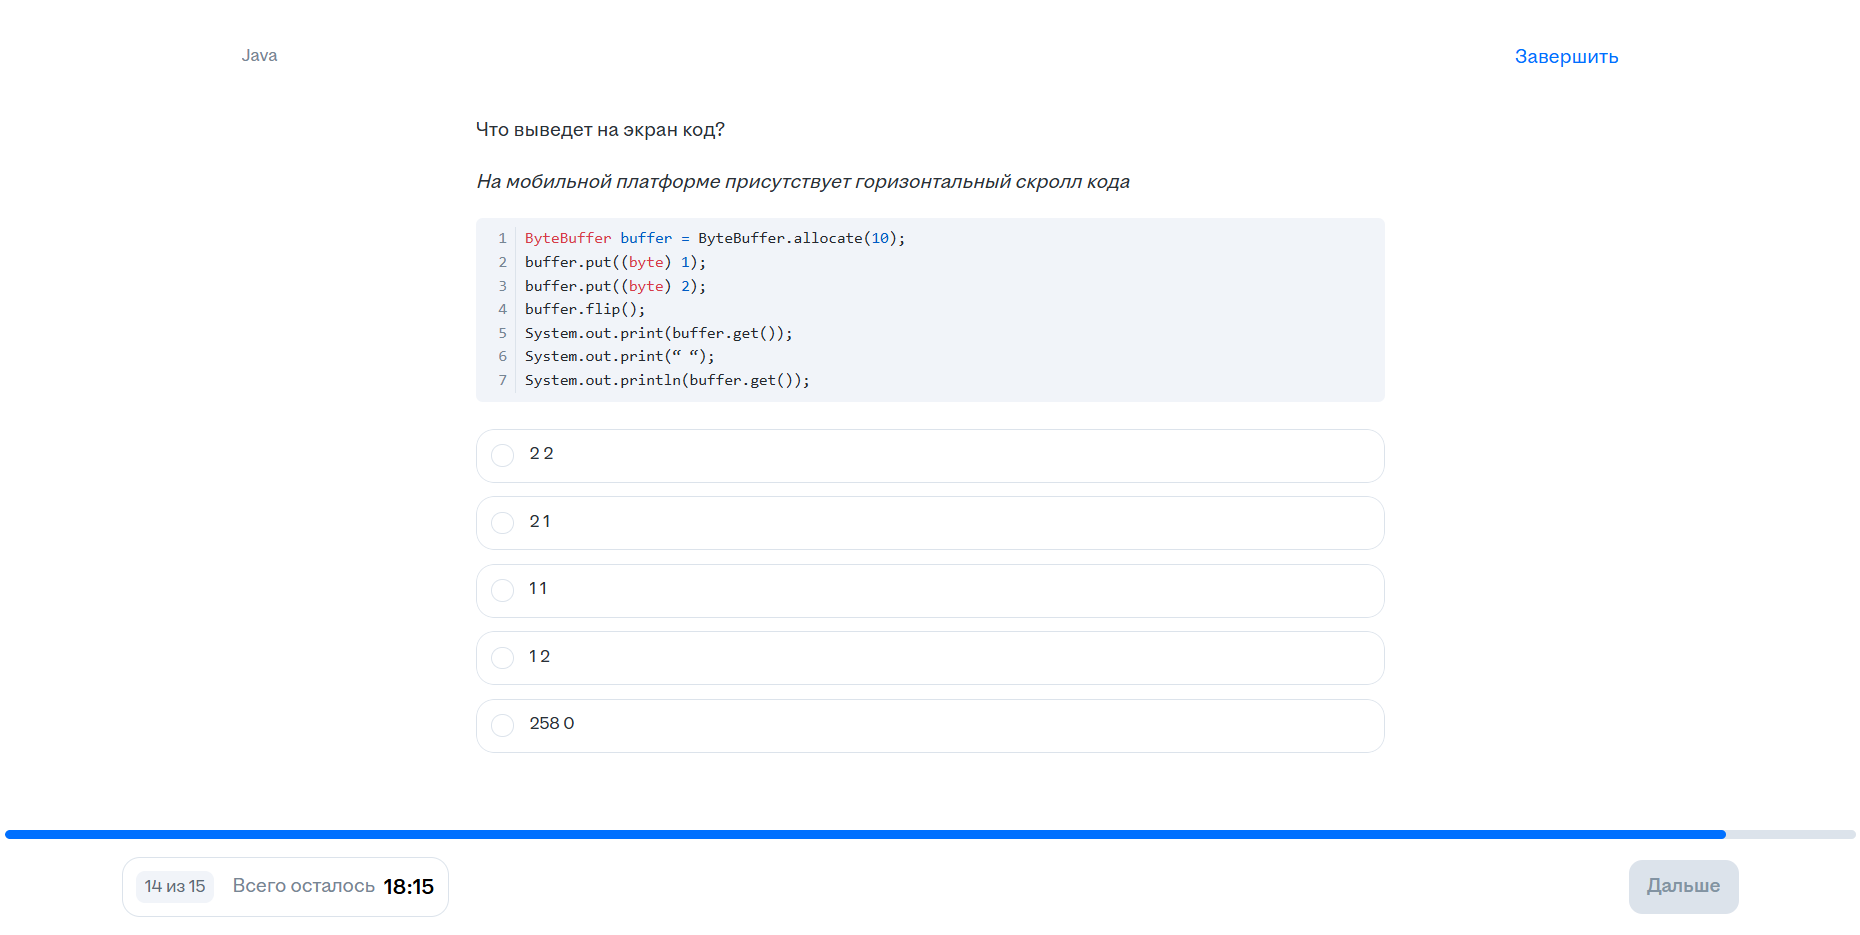 Java
Завершить
Что выведет на экран код?
На мобильной платформе присутствует горизонтальный скролл кода
1 ByteBuffer buffer = ByteBuffer.allocate(10);
2 buffer.put((byte) 1);
3 buffer.put((byte) 2);
4 buffer.flip();
5 System.out.print(buffer.get());
6 System.out.print(“ “);
7 System.out.println(buffer.get());
2 2
2 1
1 1
1 2
258 0
14 из 15 Всего осталось 18:15
Дальше